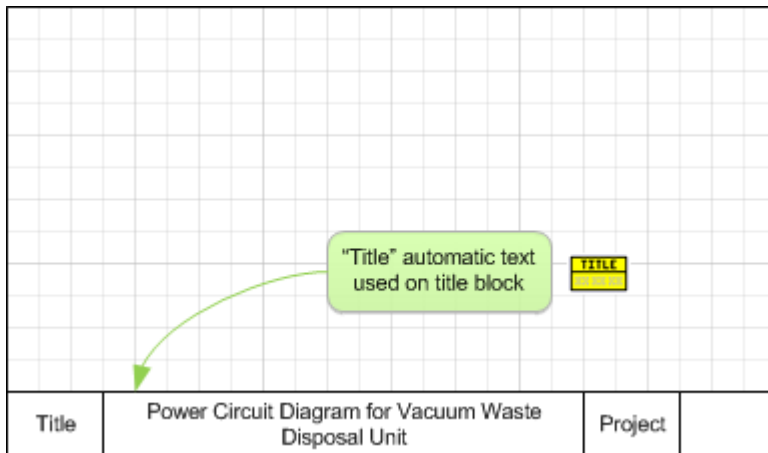 “Title” automatic text
used on title block
TITLE
Title
Power Circuit Diagram for Vacuum Waste
Disposal Unit
Project